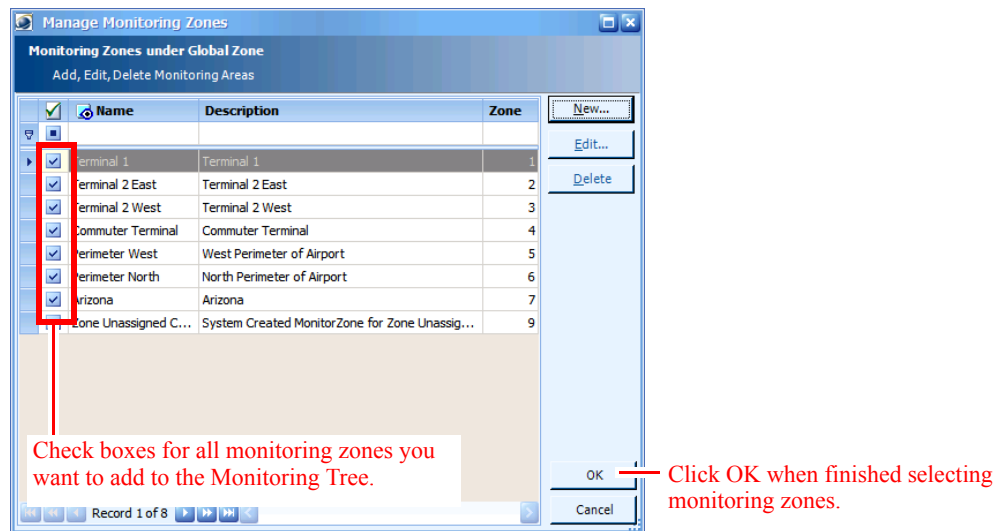 Manage Monitoring Zones
Monitoring Zones under Global Zone
Add, Edit, Delete Monitoring Areas
Name Description Zone
Terminal 1 Terminal 1 1
Terminal 2 East Terminal 2 East 2
Terminal 2 West Terminal 2 West 3
Commuter Terminal Commuter Terminal 4
Perimeter West West Perimeter of Airport 5
Perimeter North North Perimeter of Airport 6
Arizona Arizona 7
Zone Unassigned C... System Created MonitorZone for Zone Unassig... 9
New...
Edit...
Delete
Check boxes for all monitoring zones you
want to add to the Monitoring Tree.
OK
Click OK when finished selecting
monitoring zones.
Record 1 of 8
Cancel